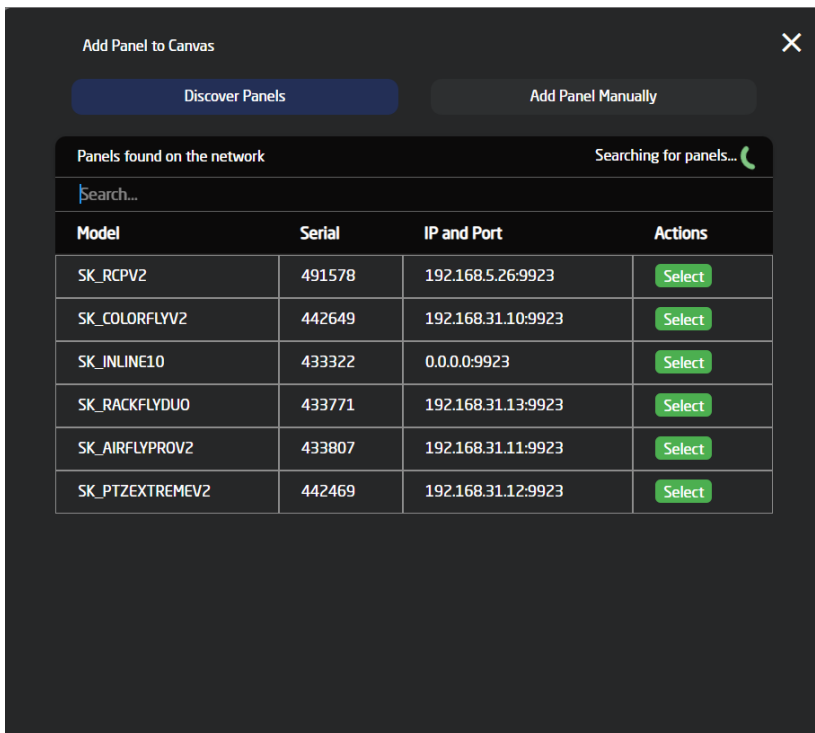 Add Panel to Canvas
Discover Panels Add Panel Manually
Panels found on the network Searching for panels...
Search...
Model Serial IP and Port Actions
SK_RCPV2 491578 192.168.5.26:9923 Select
SK_COLORFLYV2 442649 192.168.31.10:9923 Select
SK_INLINE10 433322 0.0.0.0:9923 Select
SK_RACKFLYDUO 433771 192.168.31.13:9923 Select
SK_AIRFLYPROV2 433807 192.168.31.11:9923 Select
SK_PTZEXTREMEV2 442469 192.168.31.12:9923 Select